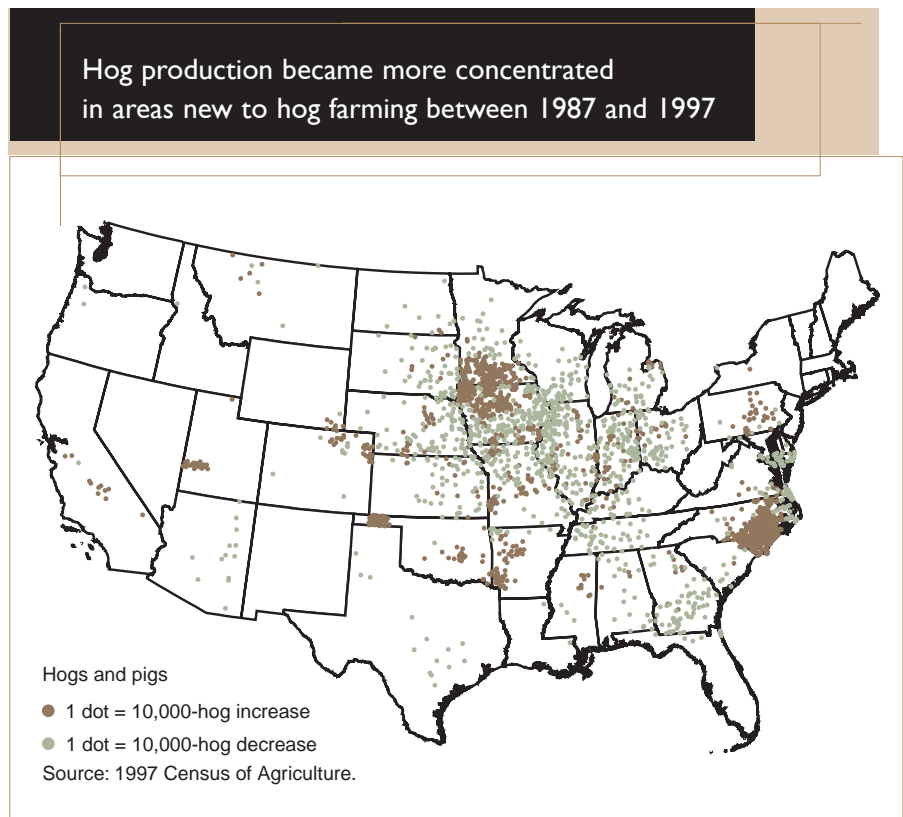 Hog production became more concentrated
in areas new to hog farming between 1987 and 1997
Hogs and pigs
1 dot = 10,000-hog increase
1 dot = 10,000-hog decrease
Source: 1997 Census of Agriculture.